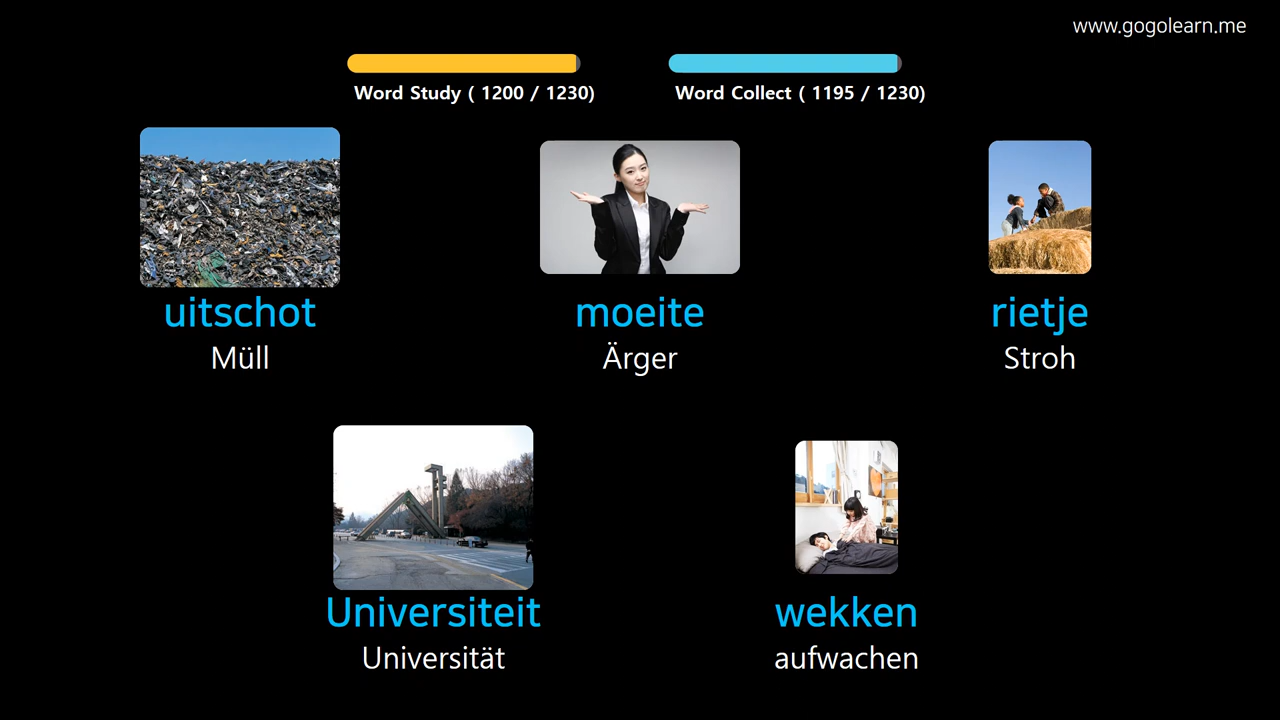 www.gogolearn.me
Word Study ( 1200 / 1230)
Word Collect ( 1195 / 1230)
uitschot
Müll
moeite
Ärger
rietje
Stroh
Universiteit
Universität
wekken
aufwachen